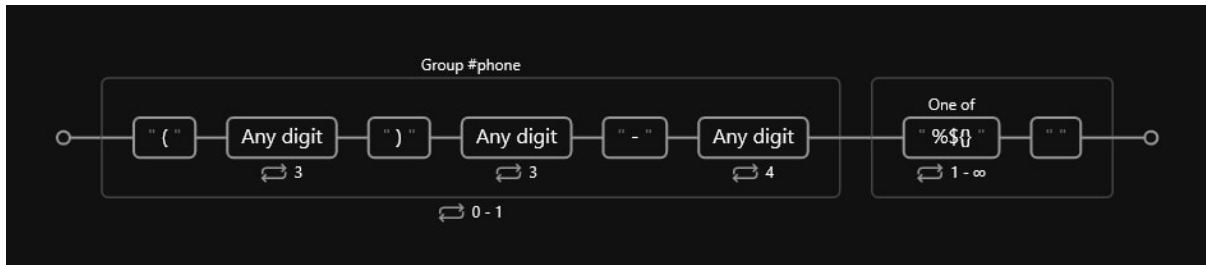 Group #phone
One of
" ( " Any digit " ) " Any digit " - " Any digit " %${} " " "
3 3 4 1 - ∞
0 - 1